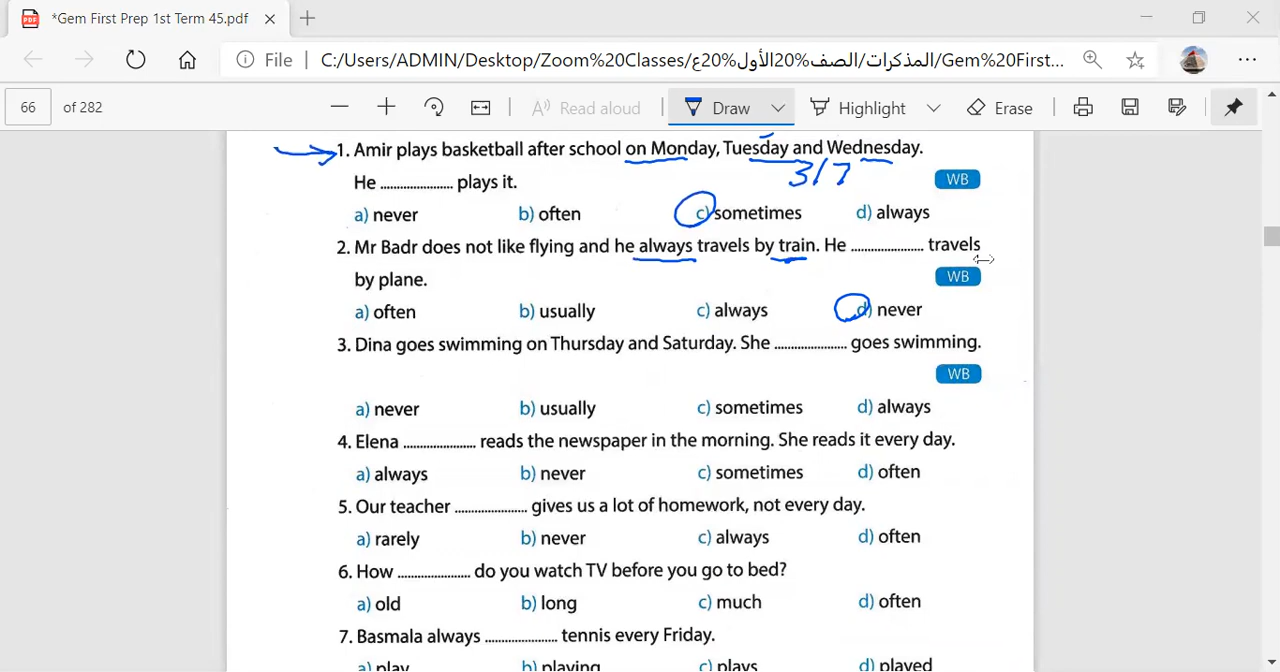 *Gem First Prep 1st Term 45.pdf
File C:/Users/ADMIN/Desktop/Zoom%20Classes/المذكرات/الصف%20الأول%20ع/Gem%20First...
66 of 282 Read aloud Draw Highlight Erase
1. Amir plays basketball after school on Monday, Tuesday and Wednesday.
3/7
He ...................... plays it. WB
a) never b) often c) sometimes d) always
2. Mr Badr does not like flying and he always travels by train. He ...................... travels
by plane. WB
a) often b) usually c) always d) never
3. Dina goes swimming on Thursday and Saturday. She ...................... goes swimming.
WB
a) never b) usually c) sometimes d) always
4. Elena ...................... reads the newspaper in the morning. She reads it every day.
a) always b) never c) sometimes d) often
5. Our teacher ...................... gives us a lot of homework, not every day.
a) rarely b) never c) always d) often
6. How ...................... do you watch TV before you go to bed?
a) old b) long c) much d) often
7. Basmala always ...................... tennis every Friday.
a) play b) playing c) plays d) played